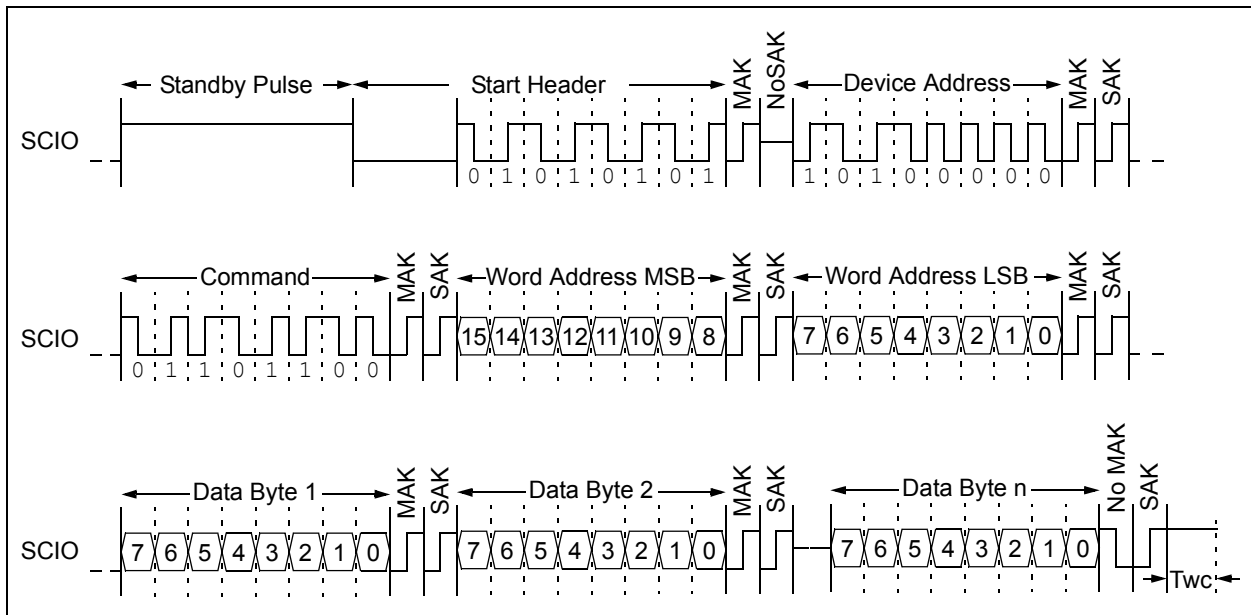 Standby Pulse Start Header MAK NoSAK Device Address MAK SAK
SCIO
0 1 0 1 0 1 0 1 1 0 1 0 0 0 0 0
Command MAK SAK Word Address MSB MAK SAK Word Address LSB MAK SAK
SCIO 15 14 13 12 11 10 9 8 7 6 5 4 3 2 1 0
0 1 1 0 1 1 0 0
Data Byte 1 MAK SAK Data Byte 2 MAK SAK Data Byte n No MAK SAK
SCIO 7 6 5 4 3 2 1 0 7 6 5 4 3 2 1 0 7 6 5 4 3 2 1 0
Twc